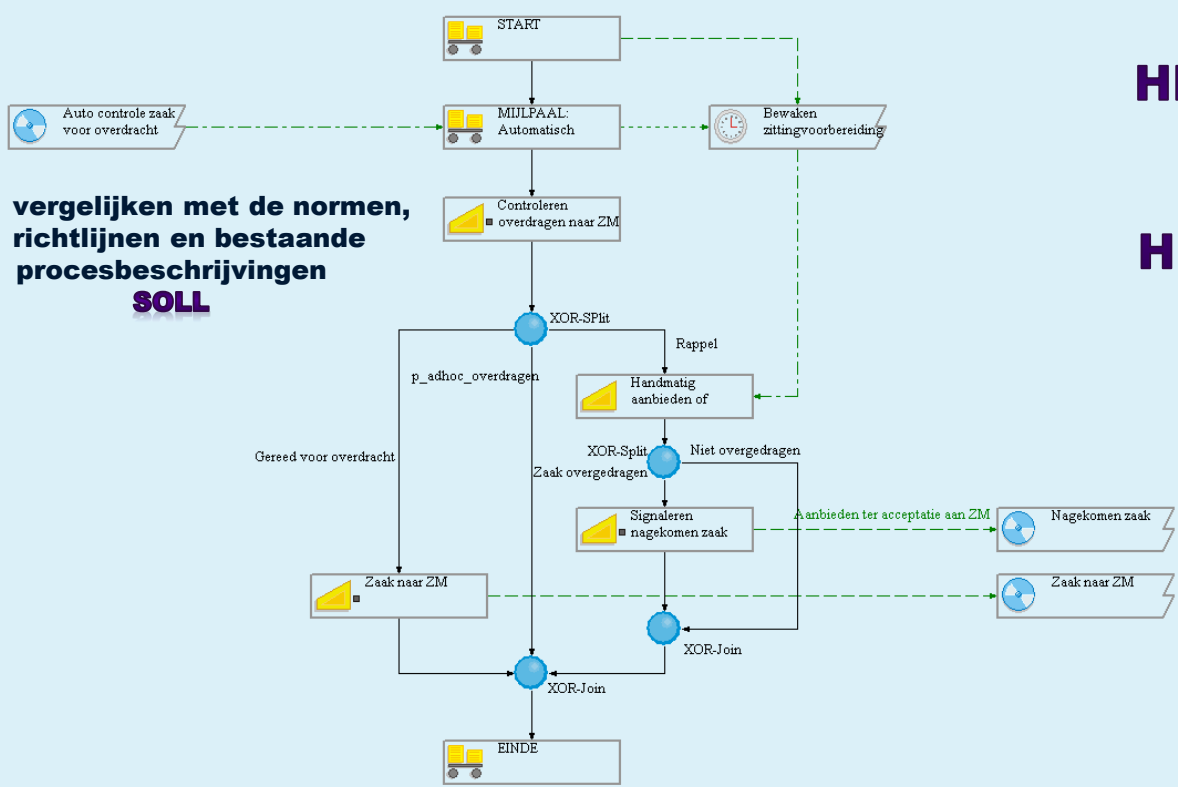 START
HI
Auto controle zaak
voor overdracht
MIJLPAAL:
Automatisch
Bewaken
zittingvoorbereiding
vergelijken met de normen,
richtlijnen en bestaande
procesbeschrijvingen
SOLL
Controleren
overdragen naar ZM
H
XOR-SPlit
Rappel
p_adhoc_overdragen
Handmatig
aanbieden of
Gereed voor overdracht
XOR-Split
Niet overgedragen
Zaak overgedragen
Signaleren
nagekomen zaak
Aanbieden ter acceptatie aan ZM
Nagekomen zaak
Zaak naar ZM
Zaak naar ZM
XOR-Join
XOR-Join
EINDE